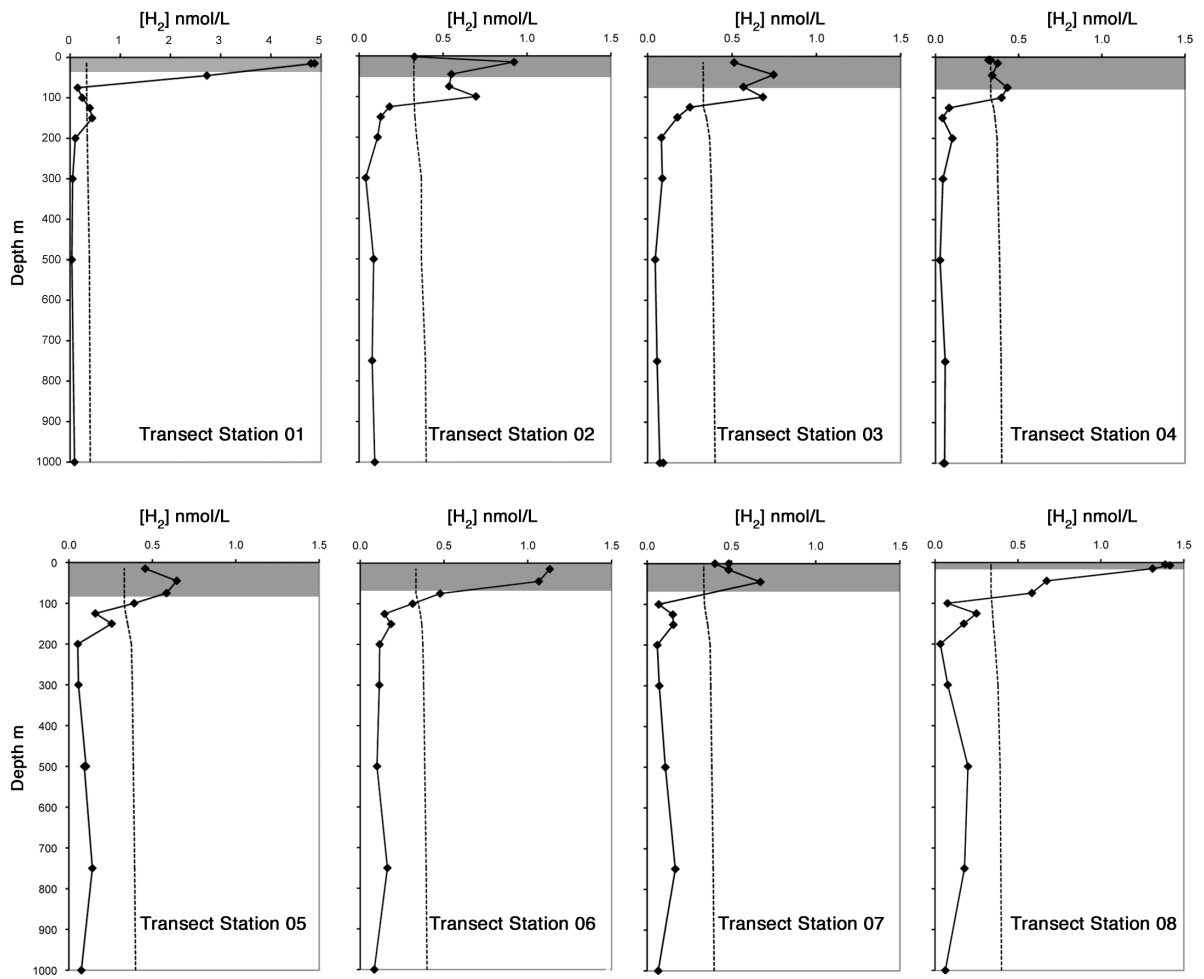 [H2] nmol/L
[H2] nmol/L
[H2] nmol/L
[H2] nmol/L
0 1 2 3 4 5
0.0 0.5 1.0 1.5
0.0 0.5 1.0 1.5
0.0 0.5 1.0 1.5
0
100
200
300
400
500
600
700
800
900
1000
Depth m
Transect Station 01
Transect Station 02
Transect Station 03
Transect Station 04
[H2] nmol/L
[H2] nmol/L
[H2] nmol/L
[H2] nmol/L
0.0 0.5 1.0 1.5
0.0 0.5 1.0 1.5
0.0 0.5 1.0 1.5
0.0 0.5 1.0 1.5
0
100
200
300
400
500
600
700
800
900
1000
Depth m
Transect Station 05
Transect Station 06
Transect Station 07
Transect Station 08